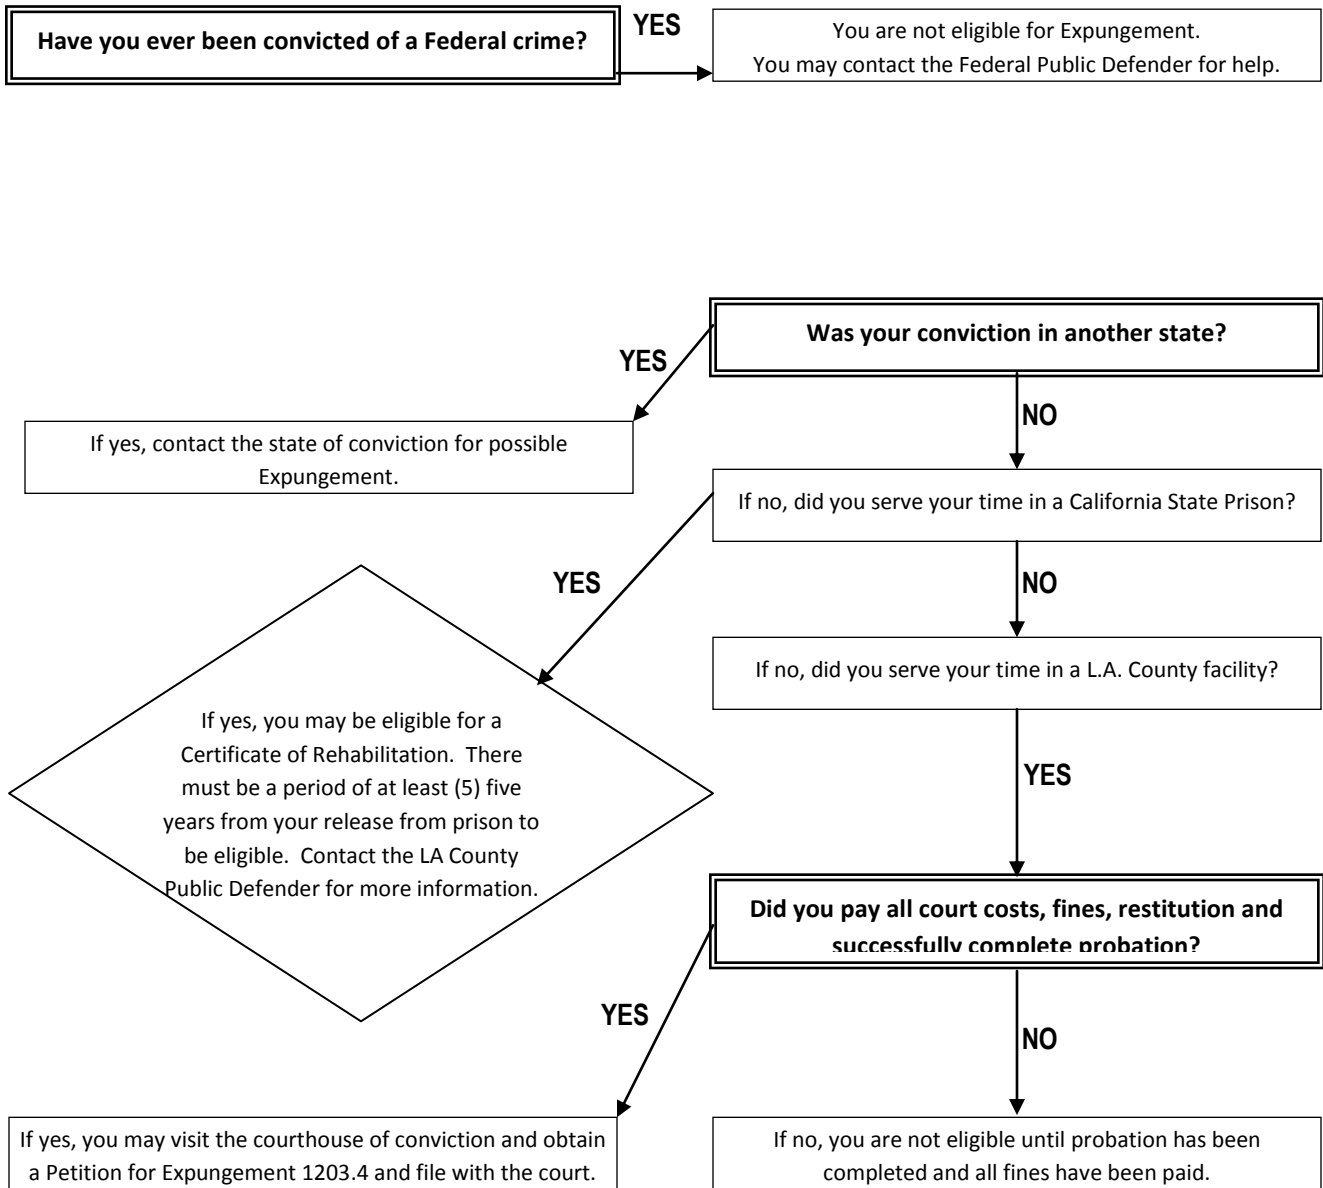 Have you ever been convicted of a Federal crime?
YES
You are not eligible for Expungement.
You may contact the Federal Public Defender for help.
Was your conviction in another state?
YES
NO
If yes, contact the state of conviction for possible
Expungement.
If no, did you serve your time in a California State Prison?
YES
NO
If no, did you serve your time in a L.A. County facility?
If yes, you may be eligible for a
Certificate of Rehabilitation. There
must be a period of at least (5) five
years from your release from prison to
be eligible. Contact the LA County
Public Defender for more information.
YES
Did you pay all court costs, fines, restitution and
successfully complete probation?
YES
NO
If yes, you may visit the courthouse of conviction and obtain
a Petition for Expungement 1203.4 and file with the court.
If no, you are not eligible until probation has been
completed and all fines have been paid.